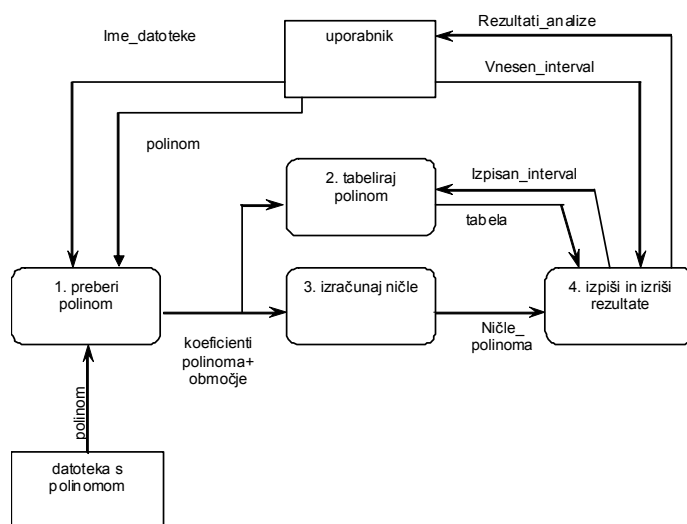 Ime_datoteke
uporabnik
Rezultati_analize
Vnesen_interval
polinom
2. tabeliraj
polinom
Izpisan_interval
tabela
1. preberi
polinom
3. izračunaj ničle
4. izpiši in izriši
rezultate
koeficienti
polinoma+
območje
Ničle_
polinoma
polinom
datoteka s
polinomom